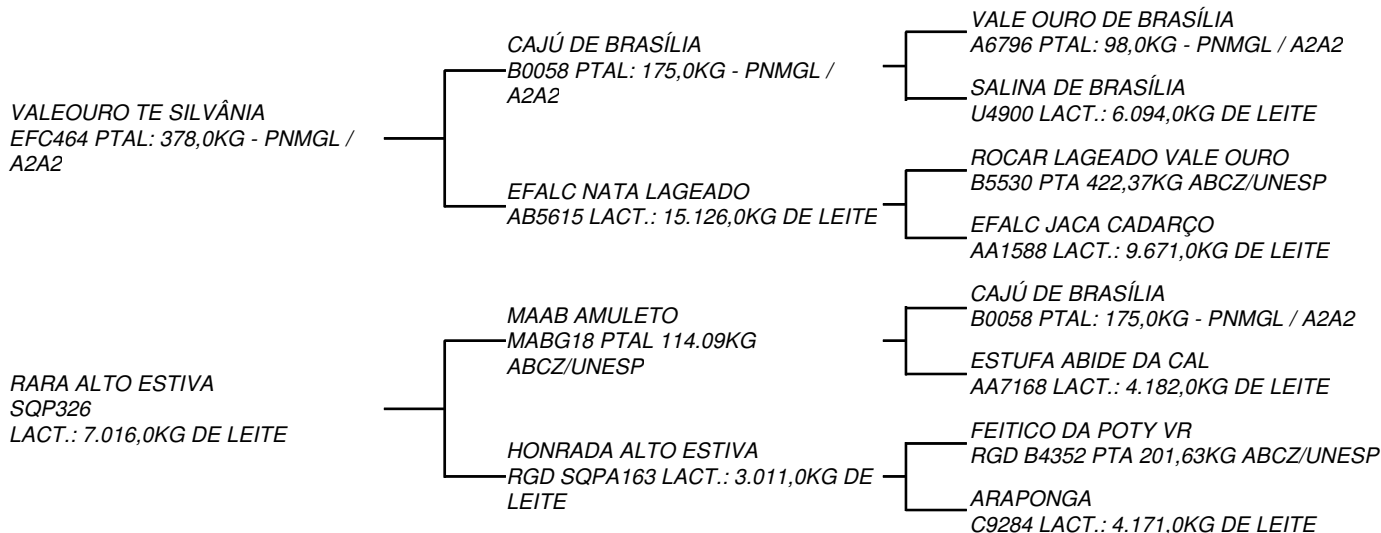 VALEOURO TE SILVÂNIA
EFC464 PTAL: 378,0KG - PNMGL /
A2A2
CAJÚ DE BRASÍLIA
B0058 PTAL: 175,0KG - PNMGL /
A2A2
VALE OURO DE BRASÍLIA
A6796 PTAL: 98,0KG - PNMGL / A2A2
SALINA DE BRASÍLIA
U4900 LACT.: 6.094,0KG DE LEITE
EFALC NATA LAGEADO
AB5615 LACT.: 15.126,0KG DE LEITE
ROCAR LAGEADO VALE OURO
B5530 PTA 422,37KG ABCZ/UNESP
EFALC JACA CADARÇO
AA1588 LACT.: 9.671,0KG DE LEITE
RARA ALTO ESTIVA
SQP326
LACT.: 7.016,0KG DE LEITE
MAAB AMULETO
MABG18 PTAL 114.09KG
ABCZ/UNESP
CAJÚ DE BRASÍLIA
B0058 PTAL: 175,0KG - PNMGL / A2A2
ESTUFA ABIDE DA CAL
AA7168 LACT.: 4.182,0KG DE LEITE
HONRADA ALTO ESTIVA
RGD SQPA163 LACT.: 3.011,0KG DE
LEITE
FEITICO DA POTY VR
RGD B4352 PTA 201,63KG ABCZ/UNESP
ARAPONGA
C9284 LACT.: 4.171,0KG DE LEITE